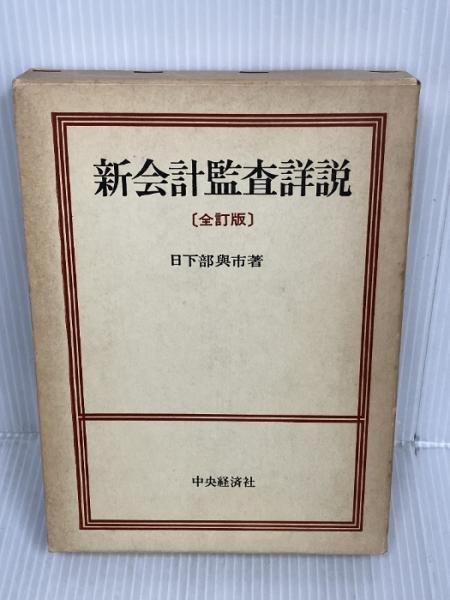 新会計監査詳説
〔全訂版〕
日下部與市著
中央経済社